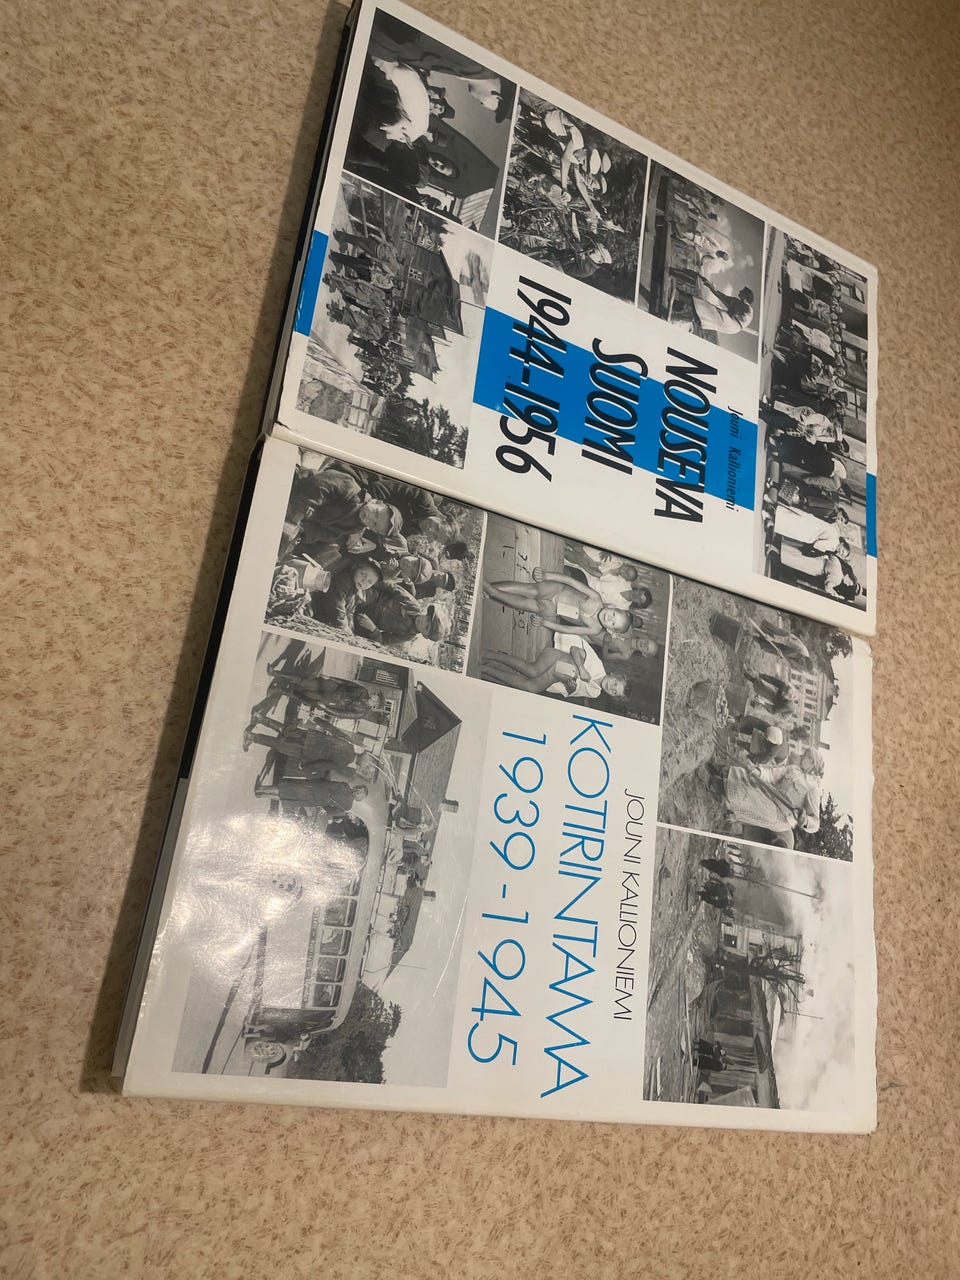 Jouni Kallioniemi
NOUSEVA
SUOMI
1944-1956
JOUNI KALLIONIEMI
KOTIRINTAMA
1939-1945